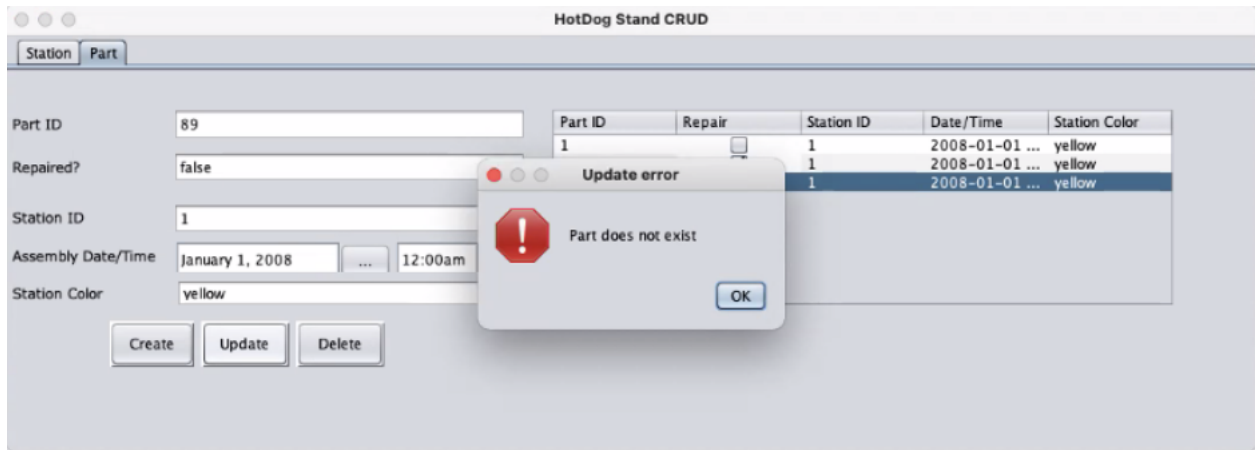 HotDog Stand CRUD
Station Part
Part ID 89
Repaired? false
Station ID 1
Assembly Date/Time January 1, 2008 ... 12:00am
Station Color yellow
Create Update Delete
Part ID Repair Station ID Date/Time Station Color
1 1 2008-01-01 ... yellow
1 2008-01-01 ... yellow
1 2008-01-01 ... yellow
Update error
Part does not exist
OK